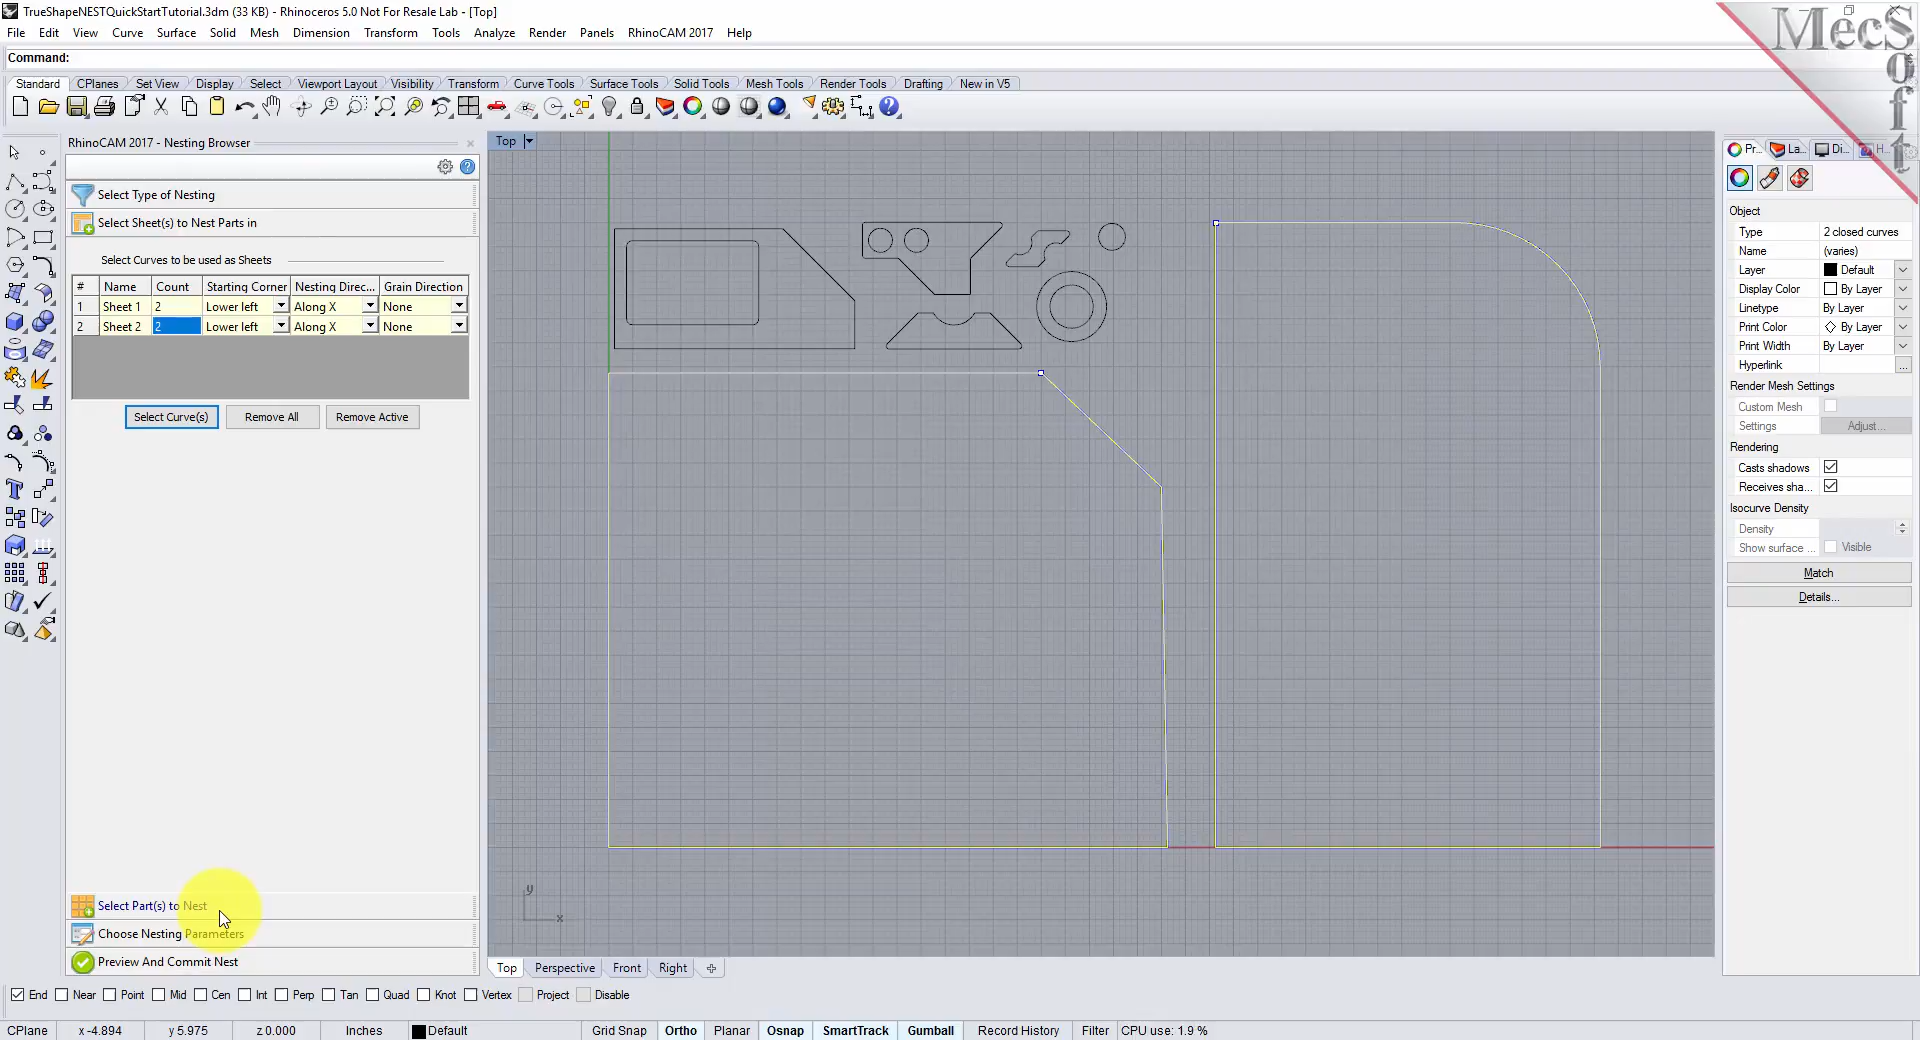 TrueShapeNESTQuickStartTutorial.3dm (33 KB) - Rhinoceros 5.0 Not For Resale Lab - [Top]
File Edit View Curve Surface Solid Mesh Dimension Transform Tools Analyze Render Panels RhinoCAM 2017 Help
Command:
Standard CPlanes Set View Display Select Viewport Layout Visibility Transform Curve Tools Surface Tools Solid Tools Mesh Tools Render Tools Drafting New in V5
MecSoft
RhinoCAM 2017 - Nesting Browser
Select Type of Nesting
Select Sheet(s) to Nest Parts in
Select Curves to be used as Sheets
# Name Count Starting Corner Nesting Direc... Grain Direction
1 Sheet 1 2 Lower left Along X None
2 Sheet 2 2 Lower left Along X None
Select Curve(s) Remove All Remove Active
Select Part(s) to Nest
Choose Nesting Parameters
Preview And Commit Nest
Top
y
x
Top Perspective Front Right
Pr... La... Di... H...
Object
Type 2 closed curves
Name (varies)
Layer Default
Display Color By Layer
Linetype By Layer
Print Color By Layer
Print Width By Layer
Hyperlink ...
Render Mesh Settings
Custom Mesh
Settings Adjust...
Rendering
Casts shadows
Receives sha...
Isocurve Density
Density
Show surface ... Visible
Match
Details...
End Near Point Mid Cen Int Perp Tan Quad Knot Vertex Project Disable
CPlane x -4.894 y 5.975 z 0.000 Inches Default Grid Snap Ortho Planar Osnap SmartTrack Gumball Record History Filter CPU use: 1.9 %